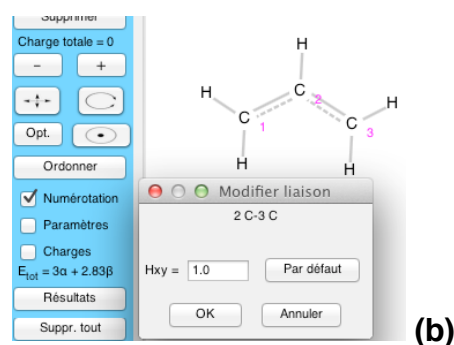 Supprimer
Charge totale = 0
- +
Opt.
Ordonner
Numérotation
Paramètres
Charges
Etot = 3α + 2.83β
Résultats
Suppr. tout
H
H H
C 1 C 2 C 3
H H
Modifier liaison
2 C-3 C
Hxy = 1.0 Par défaut
OK Annuler
(b)